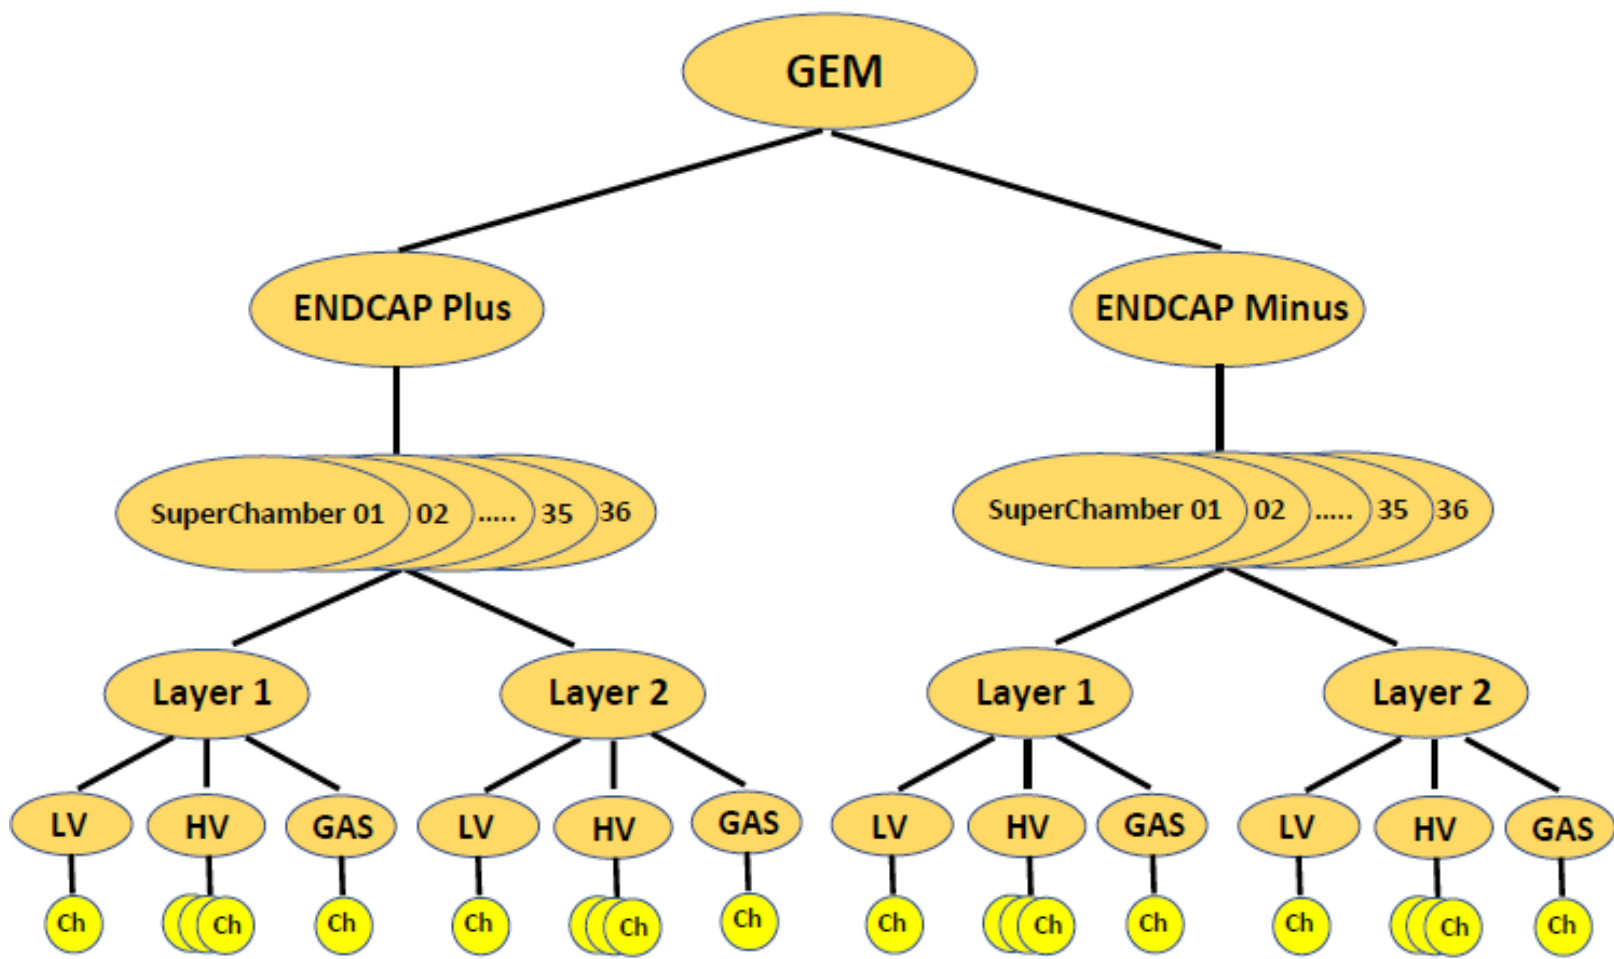 GEM
ENDCAP Plus ENDCAP Minus
SuperChamber 01 02 ..... 35 36 SuperChamber 01 02 ..... 35 36
Layer 1 Layer 2 Layer 1 Layer 2
LV HV GAS LV HV GAS LV HV GAS LV HV GAS
Ch Ch Ch Ch Ch Ch Ch Ch Ch Ch Ch Ch